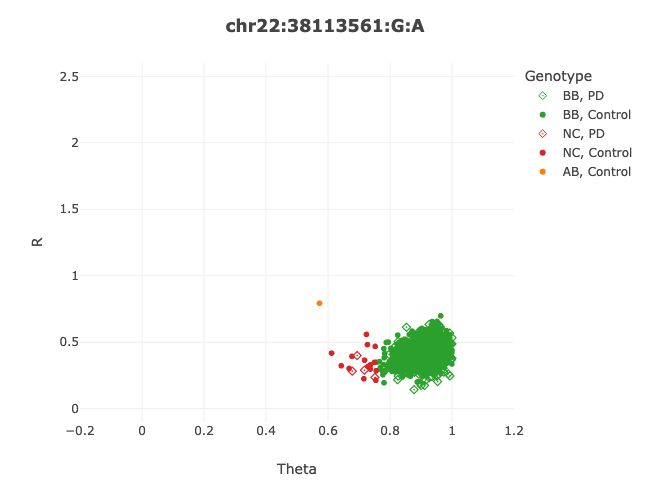 chr22:38113561:G:A
Genotype
BB, PD
BB, Control
NC, PD
NC, Control
AB, Control
R
2.5
2
1.5
1
0.5
0
−0.2 0 0.2 0.4 0.6 0.8 1 1.2
Theta